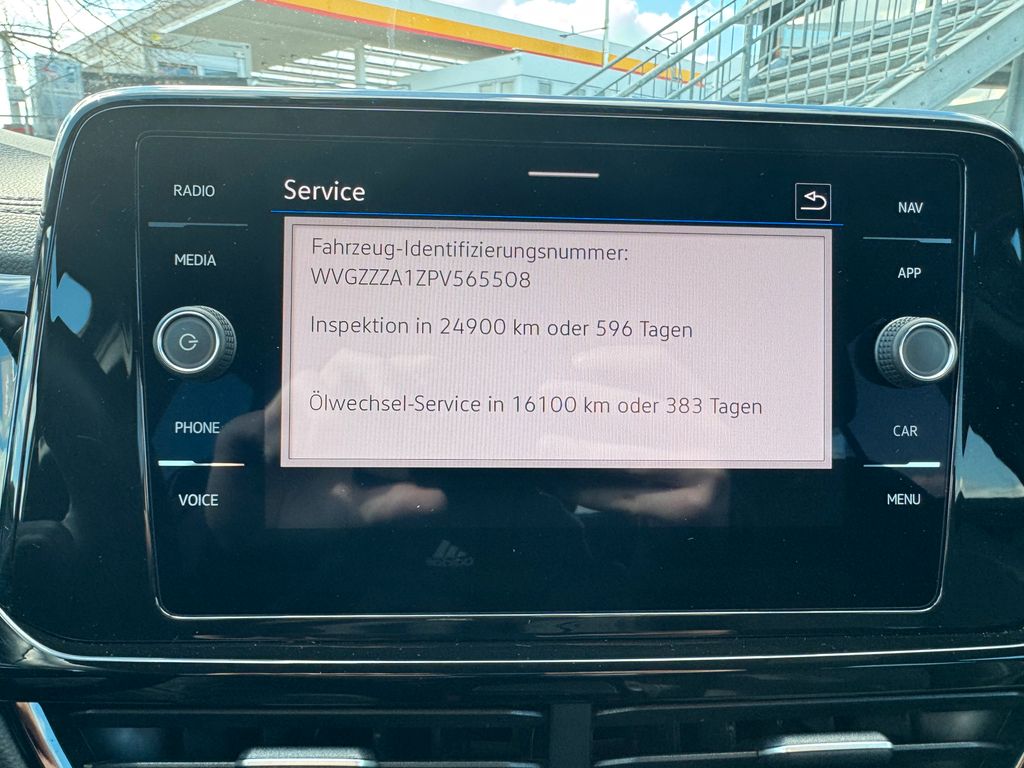 RADIO
MEDIA
PHONE
VOICE
Service
Fahrzeug-Identifizierungsnummer:
WVGZZZA1ZPV565508
Inspektion in 24900 km oder 596 Tagen
Ölwechsel-Service in 16100 km oder 383 Tagen
NAV
APP
CAR
MENU
adidas